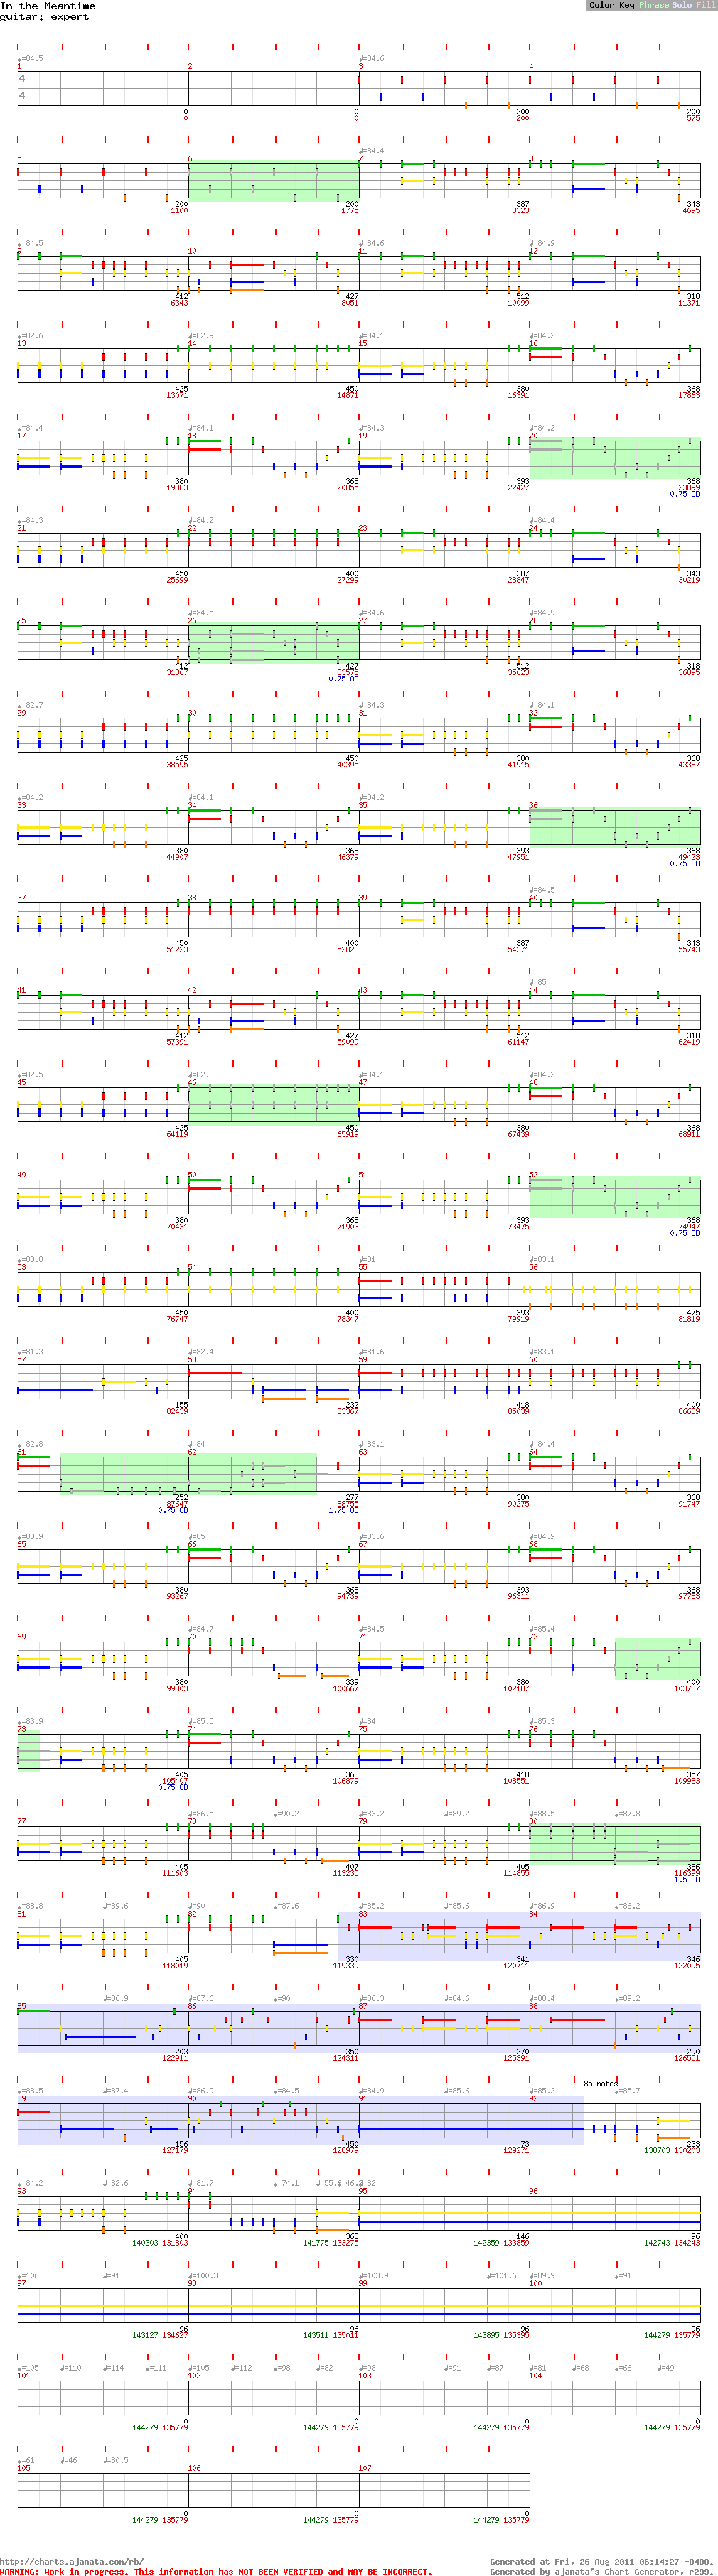 In the Meantime
guitar: expert
Color Key Phrase Solo Fill
♩=84.5 ♩=84.6
1 2 3 4
4
4
0 0 200 200
0 0 200 575
♩=84.4
5 6 7 8
200 200 387 343
1100 1775 3323 4695
♩=84.5 ♩=84.6 ♩=84.9
9 10 11 12
412 427 512 318
6343 8051 10099 11371
♩=82.6 ♩=82.9 ♩=84.1 ♩=84.2
13 14 15 16
425 450 380 368
13071 14871 16391 17863
♩=84.4 ♩=84.1 ♩=84.3 ♩=84.2
17 18 19 20
380 368 393 368
19383 20855 22427 23899
0.75 OD
♩=84.3 ♩=84.2 ♩=84.4
21 22 23 24
450 400 387 343
25699 27299 28847 30219
♩=84.5 ♩=84.6 ♩=84.9
25 26 27 28
412 427 512 318
31867 33575 35623 36895
0.75 OD
♩=82.7 ♩=84.3 ♩=84.1
29 30 31 32
425 450 380 368
38595 40395 41915 43387
♩=84.2 ♩=84.1 ♩=84.2
33 34 35 36
380 368 393 368
44907 46379 47951 49423
0.75 OD
♩=84.5
37 38 39 40
450 400 387 343
51223 52823 54371 55743
♩=85
41 42 43 44
412 427 512 318
57391 59099 61147 62419
♩=82.5 ♩=82.8 ♩=84.1 ♩=84.2
45 46 47 48
425 450 380 368
64119 65919 67439 68911
49 50 51 52
380 368 393 368
70431 71903 73475 74947
0.75 OD
♩=83.8 ♩=81 ♩=83.1
53 54 55 56
450 400 393 475
76747 78347 79919 81819
♩=81.3 ♩=82.4 ♩=81.6 ♩=83.1
57 58 59 60
155 232 418 400
82439 83367 85039 86639
♩=82.8 ♩=84 ♩=83.1 ♩=84.4
61 62 63 64
252 277 380 368
87647 88755 90275 91747
0.75 OD 1.75 OD
♩=83.9 ♩=85 ♩=83.6 ♩=84.9
65 66 67 68
380 368 393 368
93267 94739 96311 97783
♩=84.7 ♩=84.5 ♩=85.4
69 70 71 72
380 339 380 400
99303 100667 102187 103787
♩=83.9 ♩=85.5 ♩=84 ♩=85.3
73 74 75 76
405 368 418 357
105407 106879 108551 109983
0.75 OD
♩=86.5 ♩=90.2 ♩=83.2 ♩=89.2 ♩=88.5 ♩=87.8
77 78 79 80
405 407 405 386
111603 113235 114855 116399
1.5 OD
♩=88.8 ♩=89.6 ♩=90 ♩=87.6 ♩=85.2 ♩=85.6 ♩=86.9 ♩=86.2
81 82 83 84
405 330 341 346
118019 119339 120711 122095
♩=86.9 ♩=87.6 ♩=90 ♩=86.3 ♩=84.6 ♩=88.4 ♩=89.2
85 86 87 88
203 350 270 290
122911 124311 125391 126551
85 notes
♩=88.5 ♩=87.4 ♩=86.9 ♩=84.5 ♩=84.9 ♩=85.6 ♩=85.2 ♩=85.7
89 90 91 92
156 450 73 233
127179 128979 129271 138703 130203
♩=84.2 ♩=82.6 ♩=81.7 ♩=74.1 ♩=82
93 94 95 96
400 368 146 96
140303 131803 141775 133275 142359 133859 142743 134243
♩=106 ♩=91 ♩=100.3 ♩=103.9 ♩=101.6 ♩=89.9 ♩=91
97 98 99 100
96 96 96 96
143127 134627 143511 135011 143895 135395 144279 135779
♩=105 ♩=110 ♩=114 ♩=111 ♩=105 ♩=112 ♩=98 ♩=82 ♩=98 ♩=91 ♩=87 ♩=81 ♩=68 ♩=66 ♩=49
101 102 103 104
0 0 0 0
144279 135779 144279 135779 144279 135779 144279 135779
♩=61 ♩=46 ♩=80.5
105 106 107
0 0 0
144279 135779 144279 135779 144279 135779
http://charts.ajanata.com/rb/
Generated at Fri, 26 Aug 2011 06:14:27 -0400.
WARNING: Work in progress. This information has NOT BEEN VERIFIED and MAY BE INCORRECT.
Generated by ajanata's Chart Generator, r299.